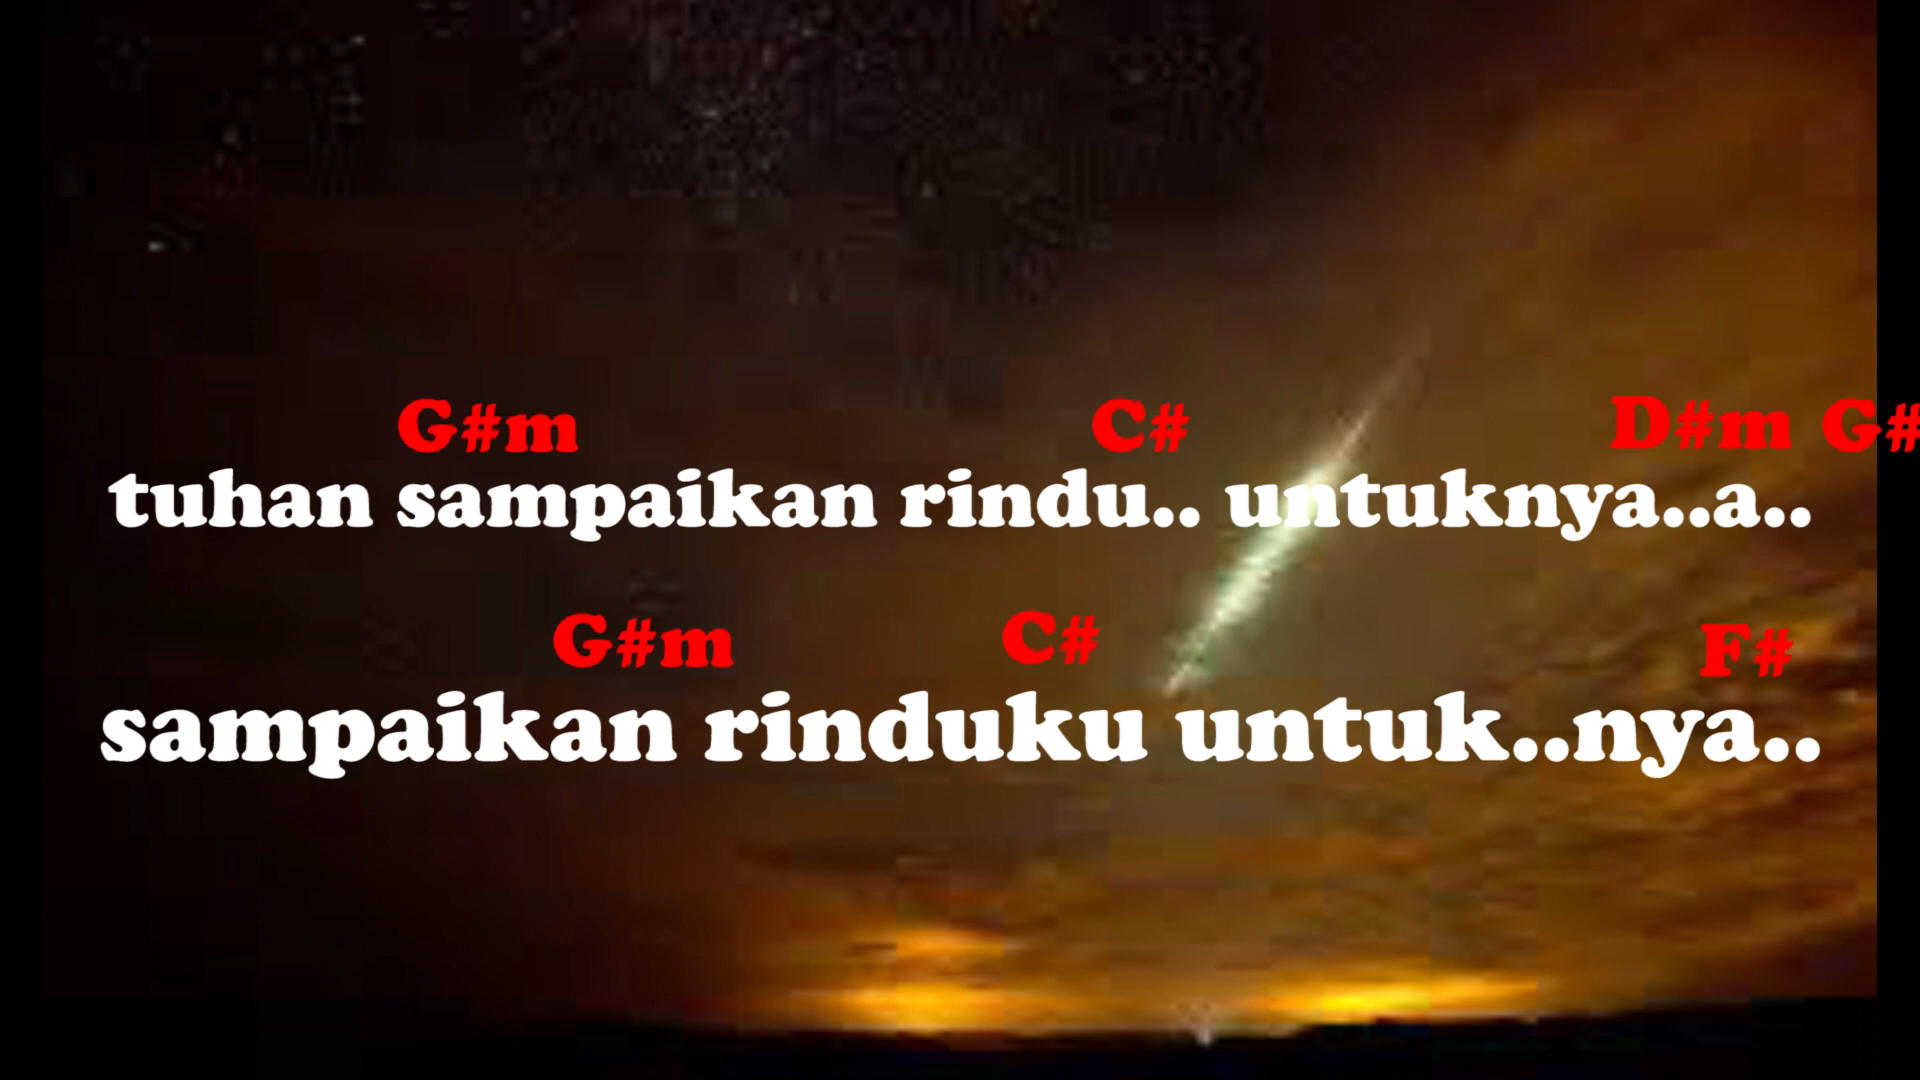 G#m C# D#m G#
tuhan sampaikan rindu.. untuknya..a..
G#m C# F#
sampaikan rinduku untuk..nya..